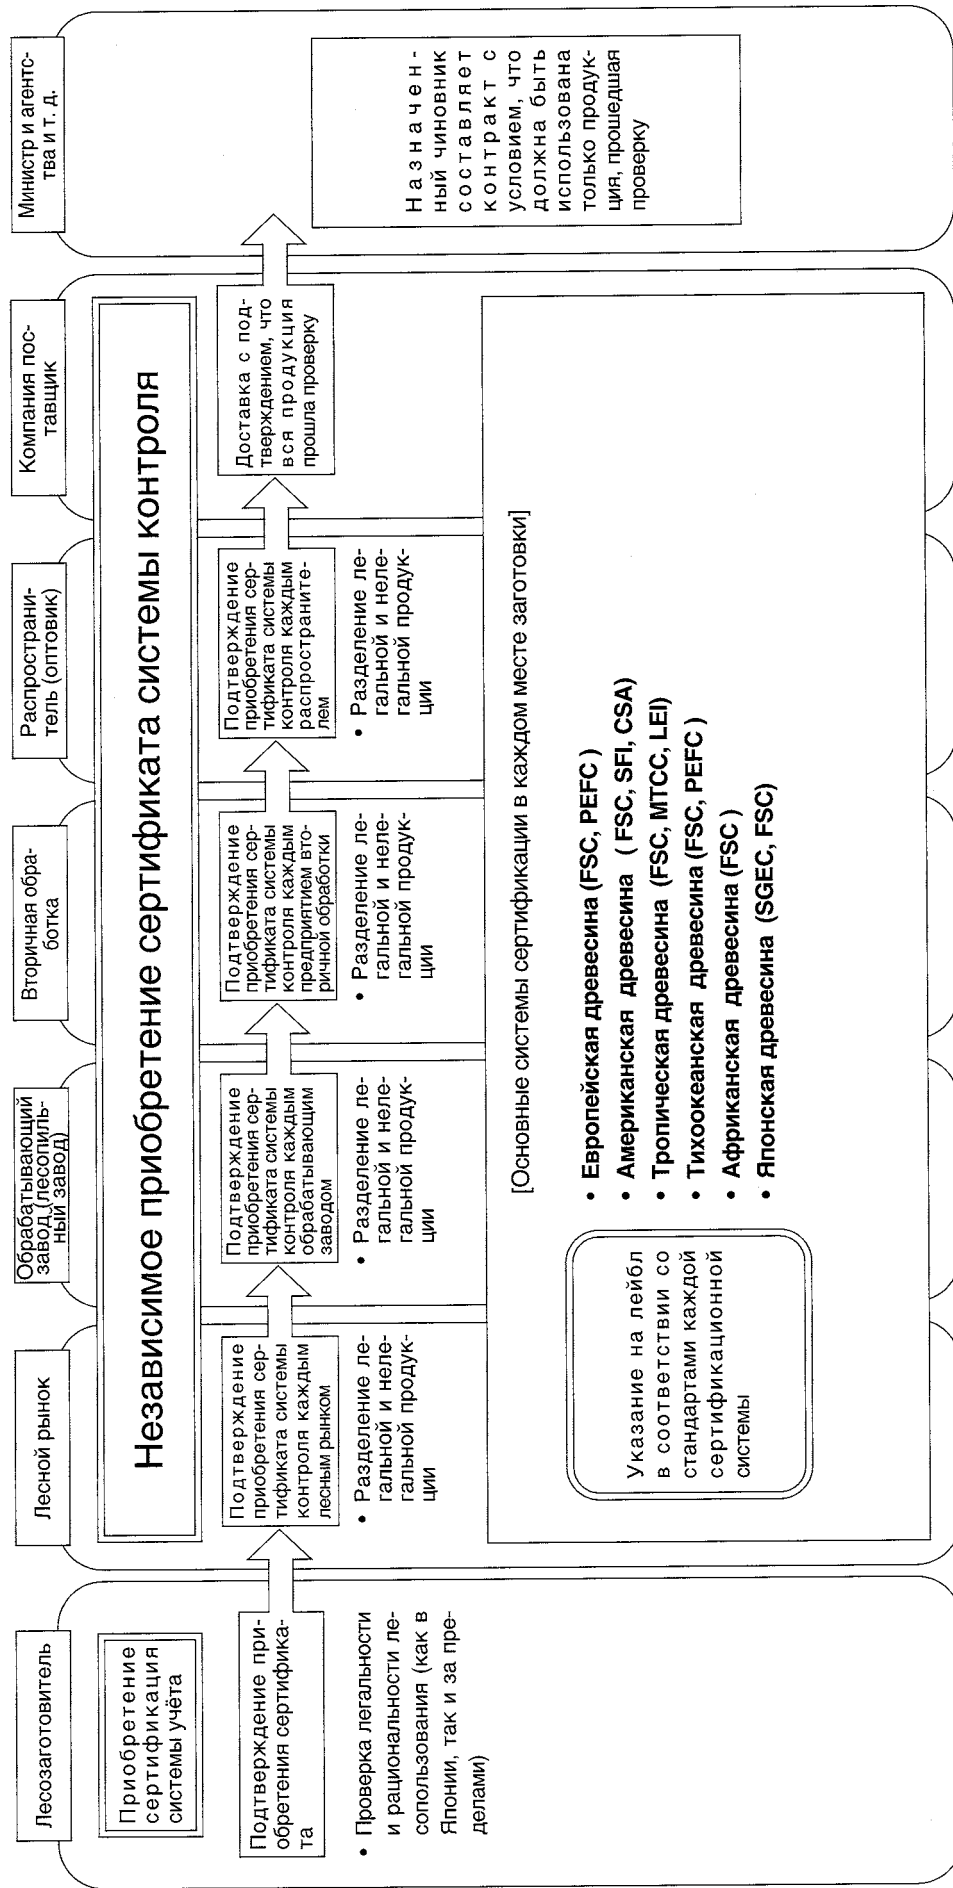 Лесозаготовитель
Приобретение
сертификация
системы учёта
Подтверждение при-
обретения сертифика-
та
• Проверка легальности
и рациональности ле-
сопользования (как в
Японии, так и за пре-
делами)
Лесной рынок
Обрабатывающий
завод (лесопиль-
ный завод)
Вторичная обра-
ботка
Распространи-
тель (оптовик)
Компания пос-
тавщик
Министр и агентс-
тва и т. д.
Независимое приобретение сертификата системы контроля
Подтверждение
приобретения сер-
тификата системы
контроля каждым
лесным рынком
• Разделение ле-
гальной и неле-
гальной продук-
ции
Подтверждение
приобретения сер-
тификата системы
контроля каждым
обрабатывающим
заводом
• Разделение ле-
гальной и неле-
гальной продук-
ции
Подтверждение
приобретения сер-
тификата системы
контроля каждым
предприятием вто-
ричной обработки
• Разделение ле-
гальной и неле-
гальной продук-
ции
Подтверждение
приобретения сер-
тификата системы
контроля каждым
распространите-
лем
• Разделение ле-
гальной и неле-
гальной продук-
ции
Доставка с под-
тверждением, что
вся продукция
прошла проверку
Назначен-
ный чиновник
составляет
контракт с
условием, что
должна быть
использована
только продук-
ция, прошедшая
проверку
Указание на лейбл
в соответствии со
стандартами каждой
сертификационной
системы
[Основные системы сертификации в каждом месте заготовки]
• Европейская древесина (FSC, PEFC )
• Американская древесина ( FSC, SFI, CSA)
• Тропическая древесина (FSC, MTCC, LEI)
• Тихоокеанская древесина (FSC, PEFC )
• Африканская древесина (FSC )
• Японская древесина (SGEC, FSC)